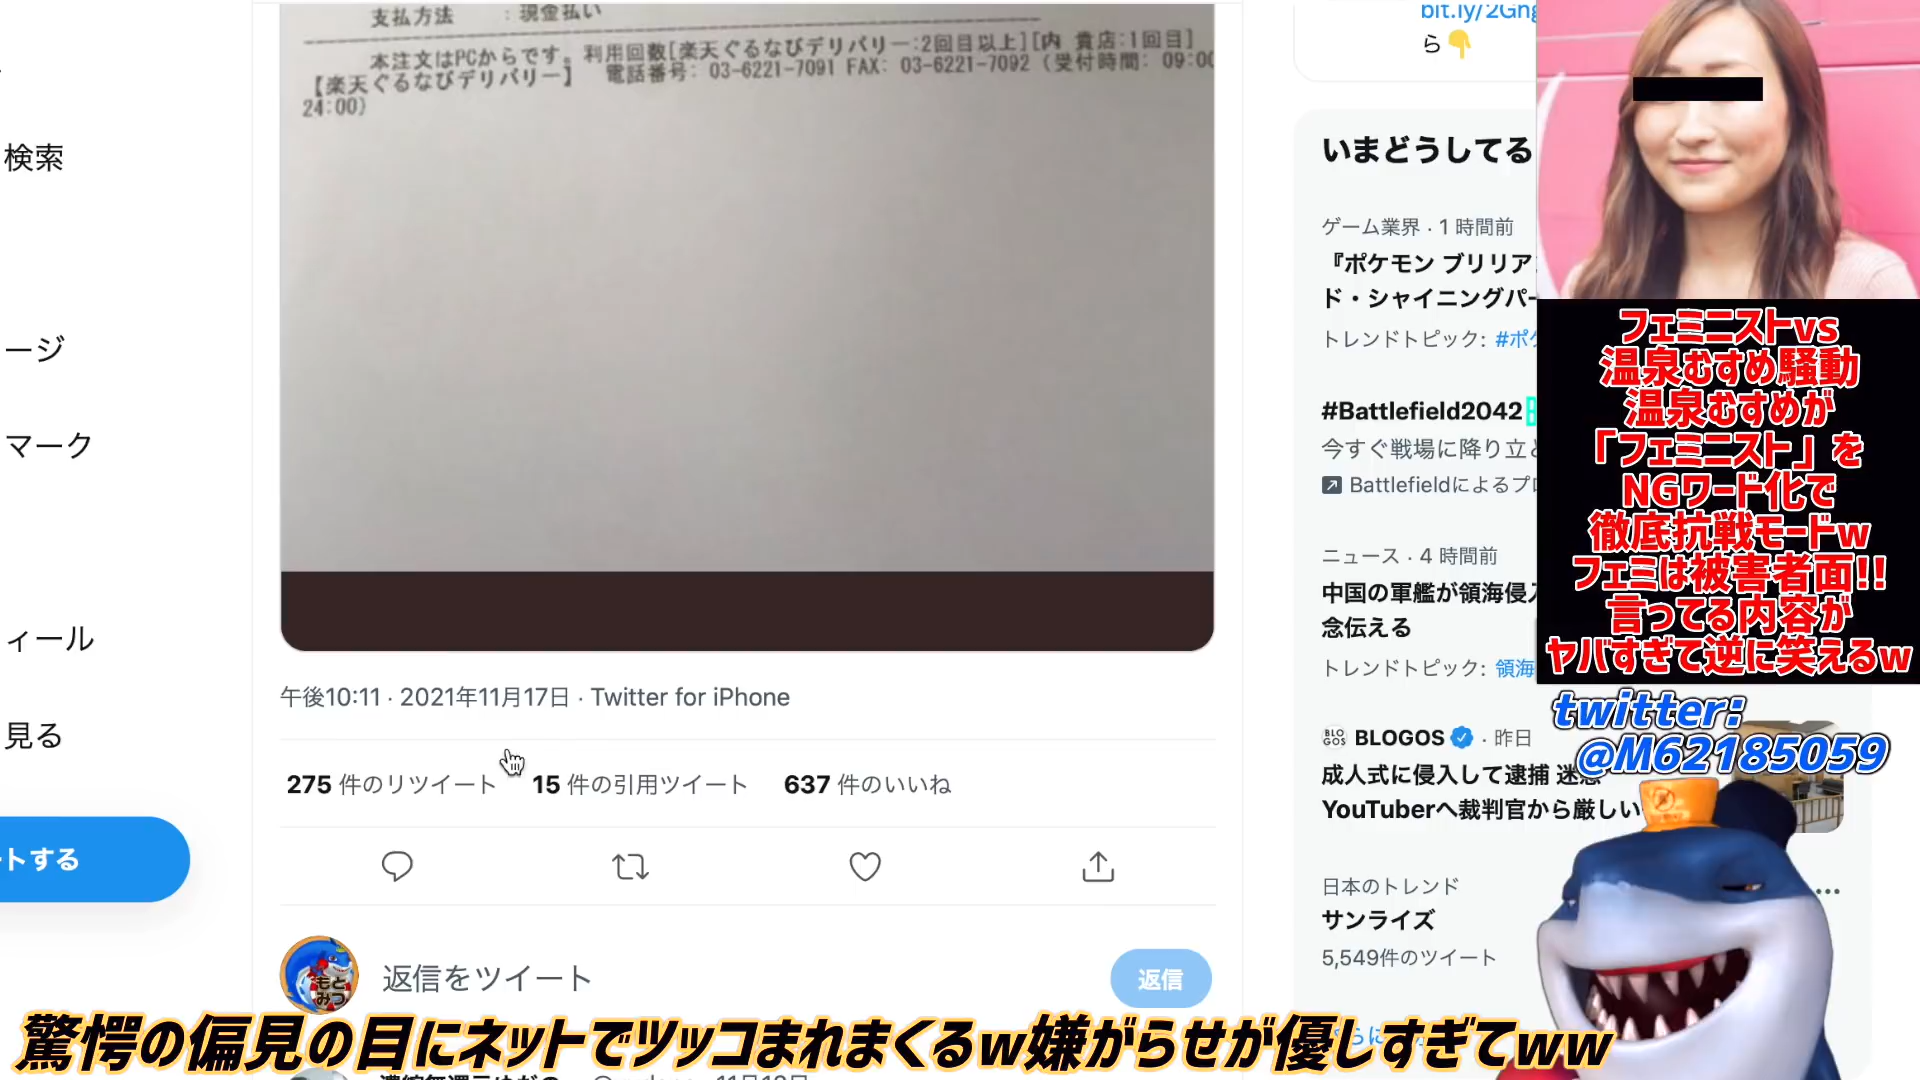 支払方法 : 現金払い
本注文はPCからです。利用回数[楽天ぐるなびデリバリー:2回目以上][内 貴店:1回目]
【楽天ぐるなびデリバリー】 電話番号: 03-6221-7091 FAX: 03-6221-7092 (受付時間: 09:00
24:00)
検索
ージ
マーク
ィール
見る
トする
午後10:11 · 2021年11月17日 · Twitter for iPhone
275 件のリツイート 15 件の引用ツイート 637 件のいいね
もと
みつ
返信をツイート
返信
bit.ly/2Gng
ら👇
いまどうしてる
ゲーム業界 · 1 時間前
『ポケモン ブリリア
ド・シャイニングパー
トレンドトピック: #ポケ
#Battlefield2042
今すぐ戦場に降り立と
Battlefieldによるプロ
ニュース · 4 時間前
中国の軍艦が領海侵入
念伝える
トレンドトピック: 領海
BLO
GOS
BLOGOS · 昨日
成人式に侵入して逮捕 迷惑
YouTuberへ裁判官から厳しい
日本のトレンド
サンライズ
5,549件のツイート
フェミニストvs
温泉むすめ騒動
温泉むすめが
「フェミニスト」を
NGワード化で
徹底抗戦モードw
フェミは被害者面!!
言ってる内容が
ヤバすぎて逆に笑えるw
twitter:
@M62185059
驚愕の偏見の目にネットでツッコまれまくるw嫌がらせが優しすぎてww